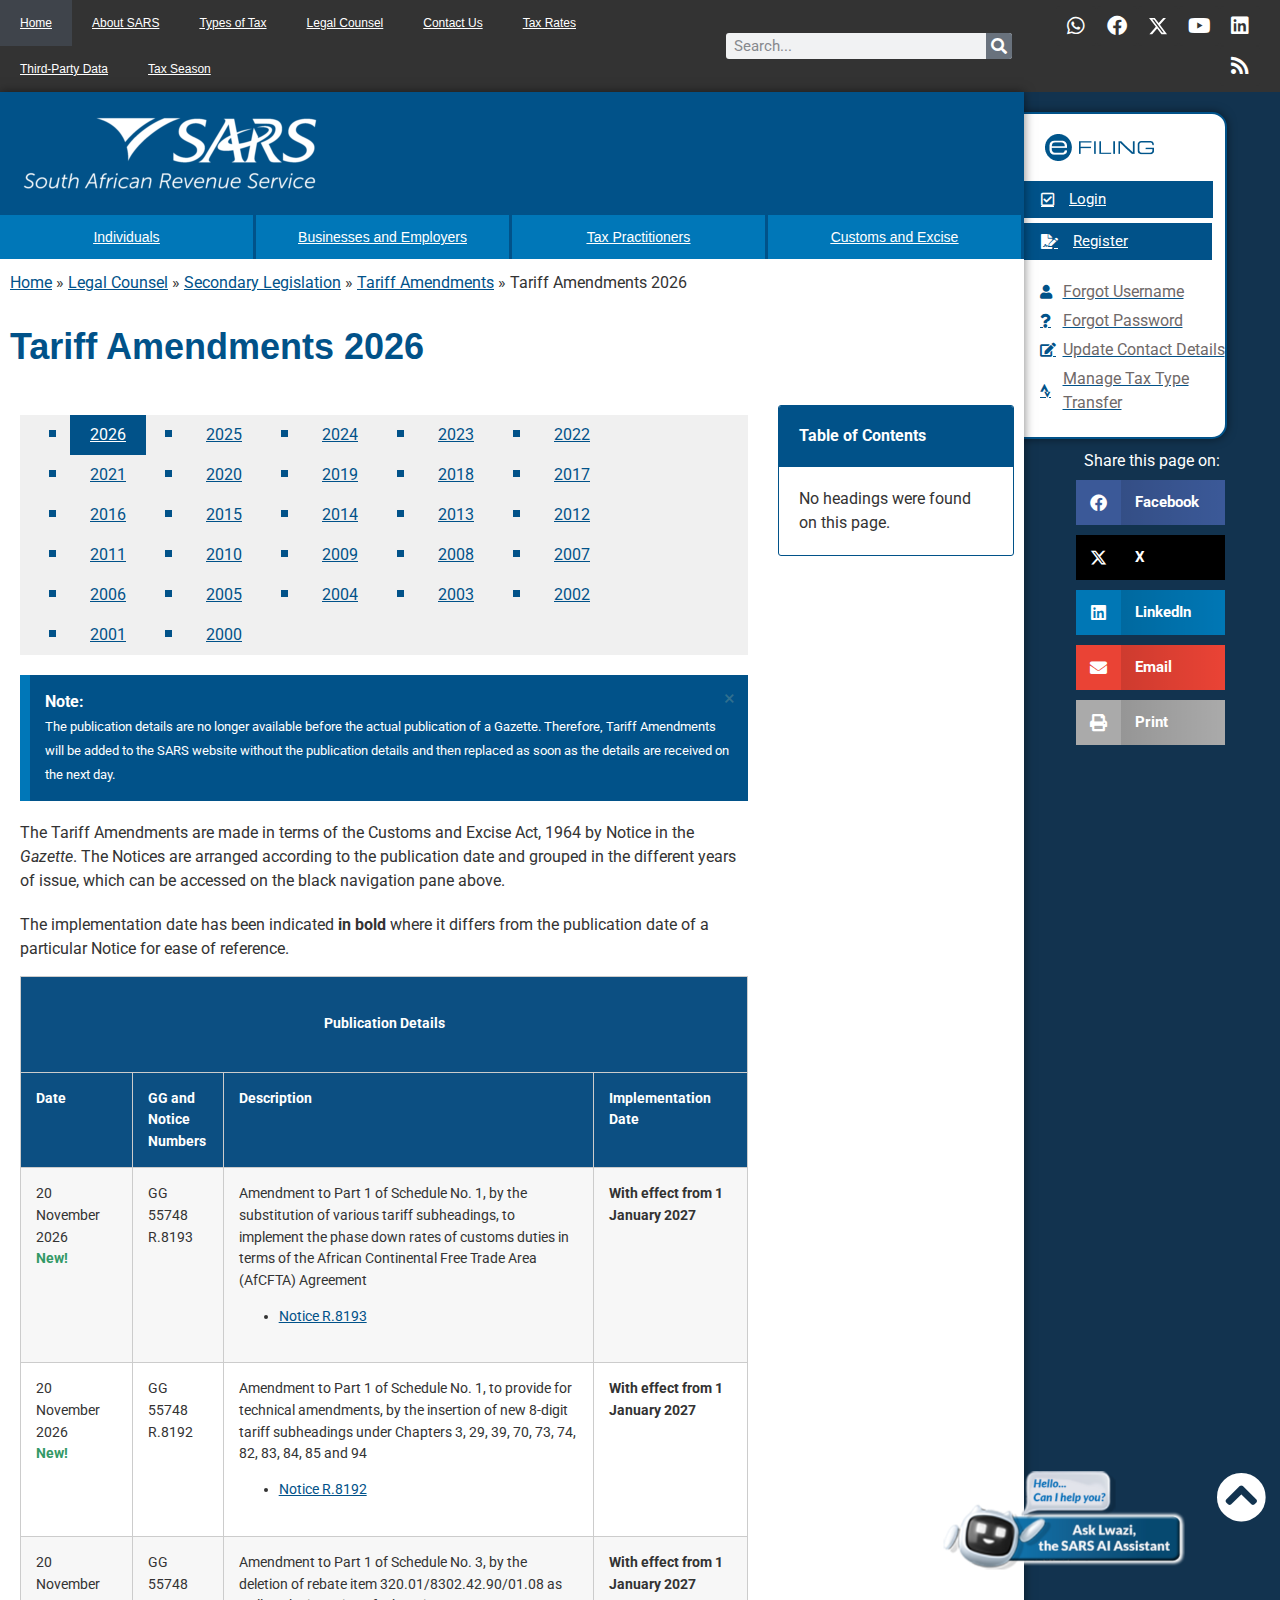 Home About SARS Types of Tax Legal Counsel Contact Us Tax Rates
Third-Party Data Tax Season
Search...
SARS
South African Revenue Service
Individuals Businesses and Employers Tax Practitioners Customs and Excise
Home » Legal Counsel » Secondary Legislation » Tariff Amendments » Tariff Amendments 2026
Tariff Amendments 2026
2026 2025 2024 2023 2022
2021 2020 2019 2018 2017
2016 2015 2014 2013 2012
2011 2010 2009 2008 2007
2006 2005 2004 2003 2002
2001 2000
Note: ×
The publication details are no longer available before the actual publication of a Gazette. Therefore, Tariff Amendments
will be added to the SARS website without the publication details and then replaced as soon as the details are received on
the next day.
The Tariff Amendments are made in terms of the Customs and Excise Act, 1964 by Notice in the
Gazette. The Notices are arranged according to the publication date and grouped in the different years
of issue, which can be accessed on the black navigation pane above.
The implementation date has been indicated in bold where it differs from the publication date of a
particular Notice for ease of reference.
Publication Details
Date
GG and
Notice
Numbers
Description
Implementation
Date
20
November
2026
New!
GG
55748
R.8193
Amendment to Part 1 of Schedule No. 1, by the
substitution of various tariff subheadings, to
implement the phase down rates of customs duties in
terms of the African Continental Free Trade Area
(AfCFTA) Agreement
• Notice R.8193
With effect from 1
January 2027
20
November
2026
New!
GG
55748
R.8192
Amendment to Part 1 of Schedule No. 1, to provide for
technical amendments, by the insertion of new 8-digit
tariff subheadings under Chapters 3, 29, 39, 70, 73, 74,
82, 83, 84, 85 and 94
• Notice R.8192
With effect from 1
January 2027
20
November
GG
55748
Amendment to Part 1 of Schedule No. 3, by the
deletion of rebate item 320.01/8302.42.90/01.08 as
With effect from 1
January 2027
Table of Contents
No headings were found
on this page.
e FILING
Login
Register
Forgot Username
Forgot Password
Update Contact Details
Manage Tax Type
Transfer
Share this page on:
Facebook
X
LinkedIn
Email
Print
Hello...
Can I help you?
Ask Lwazi,
the SARS AI Assistant